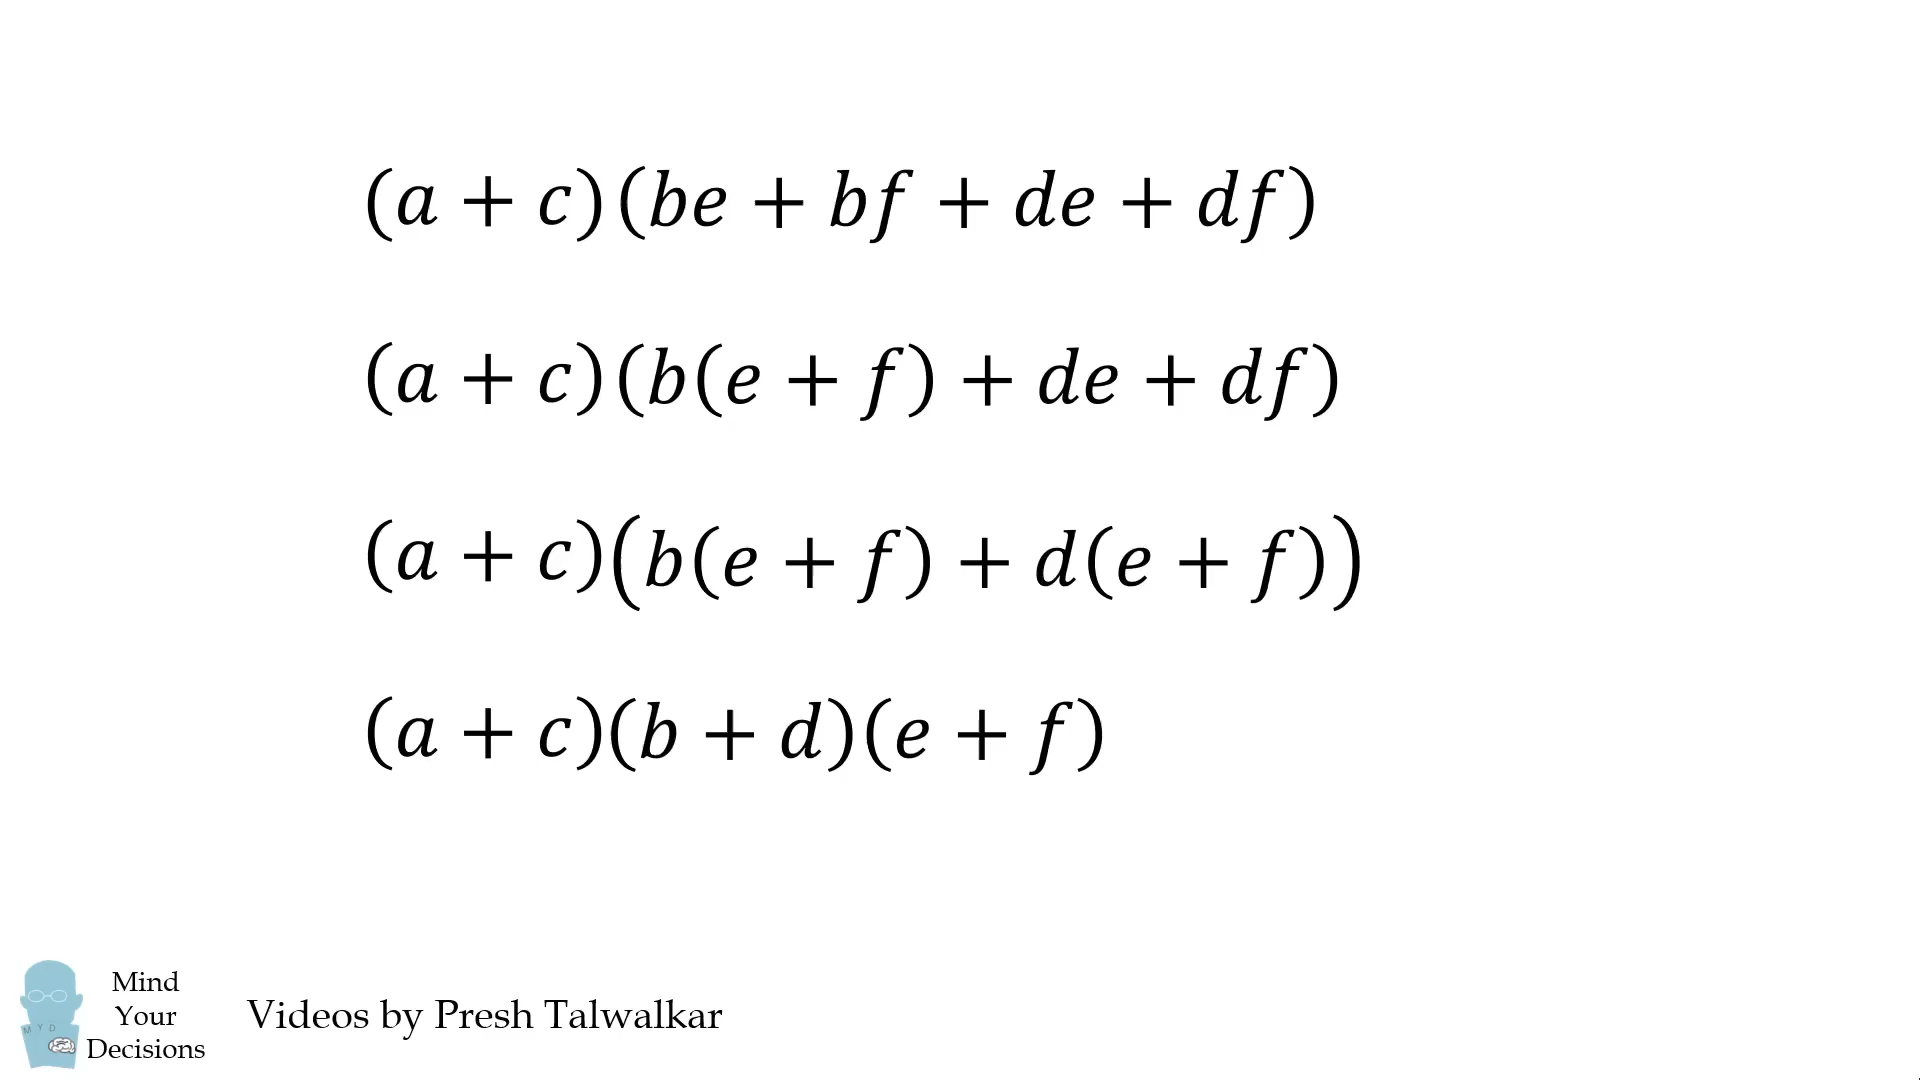 (a + c)(be + bf + de + df)
(a + c)(b(e + f) + de + df)
(a + c)(b(e + f) + d(e + f))
(a + c)(b + d)(e + f)
M Y D
Mind
Your
Decisions
Videos by Presh Talwalkar